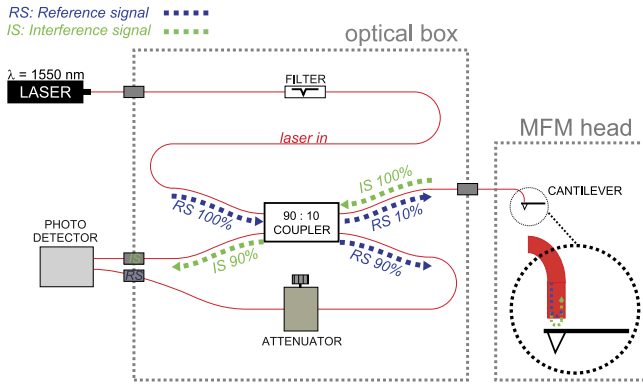 RS: Reference signal
IS: Interference signal
optical box
λ = 1550 nm
LASER
FILTER
MFM head
laser in
IS 100%
CANTILEVER
RS 100%
90 : 10
COUPLER
RS 10%
PHOTO
DETECTOR
IS
RS
IS 90%
RS 90%
ATTENUATOR